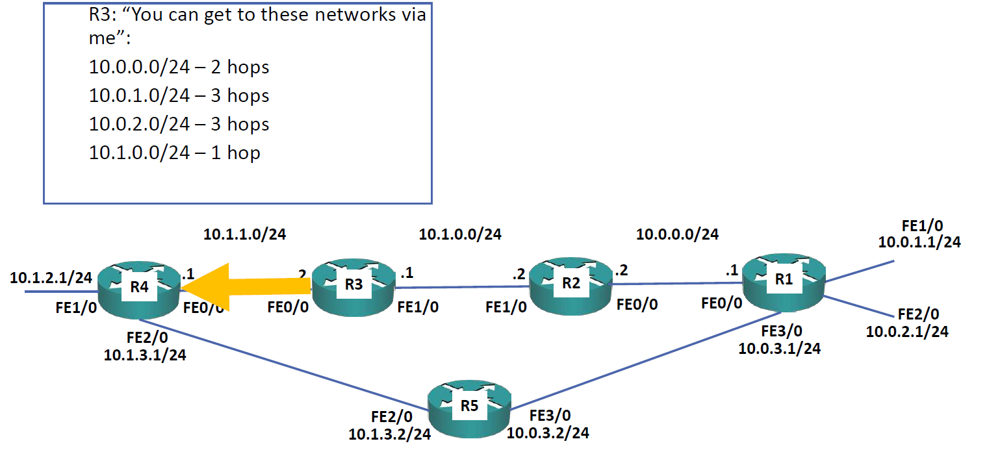 R3: “You can get to these networks via
me”:
10.0.0.0/24 – 2 hops
10.0.1.0/24 – 3 hops
10.0.2.0/24 – 3 hops
10.1.0.0/24 – 1 hop
10.1.1.0/24
10.1.0.0/24
10.0.0.0/24
FE1/0
10.0.1.1/24
10.1.2.1/24
FE1/0
R4
.1
FE0/0
.2
FE0/0
R3
.1
FE1/0
.2
FE1/0
R2
.2
FE0/0
.1
FE0/0
R1
FE2/0
10.0.2.1/24
FE2/0
10.1.3.1/24
FE3/0
10.0.3.1/24
R5
FE2/0
10.1.3.2/24
FE3/0
10.0.3.2/24